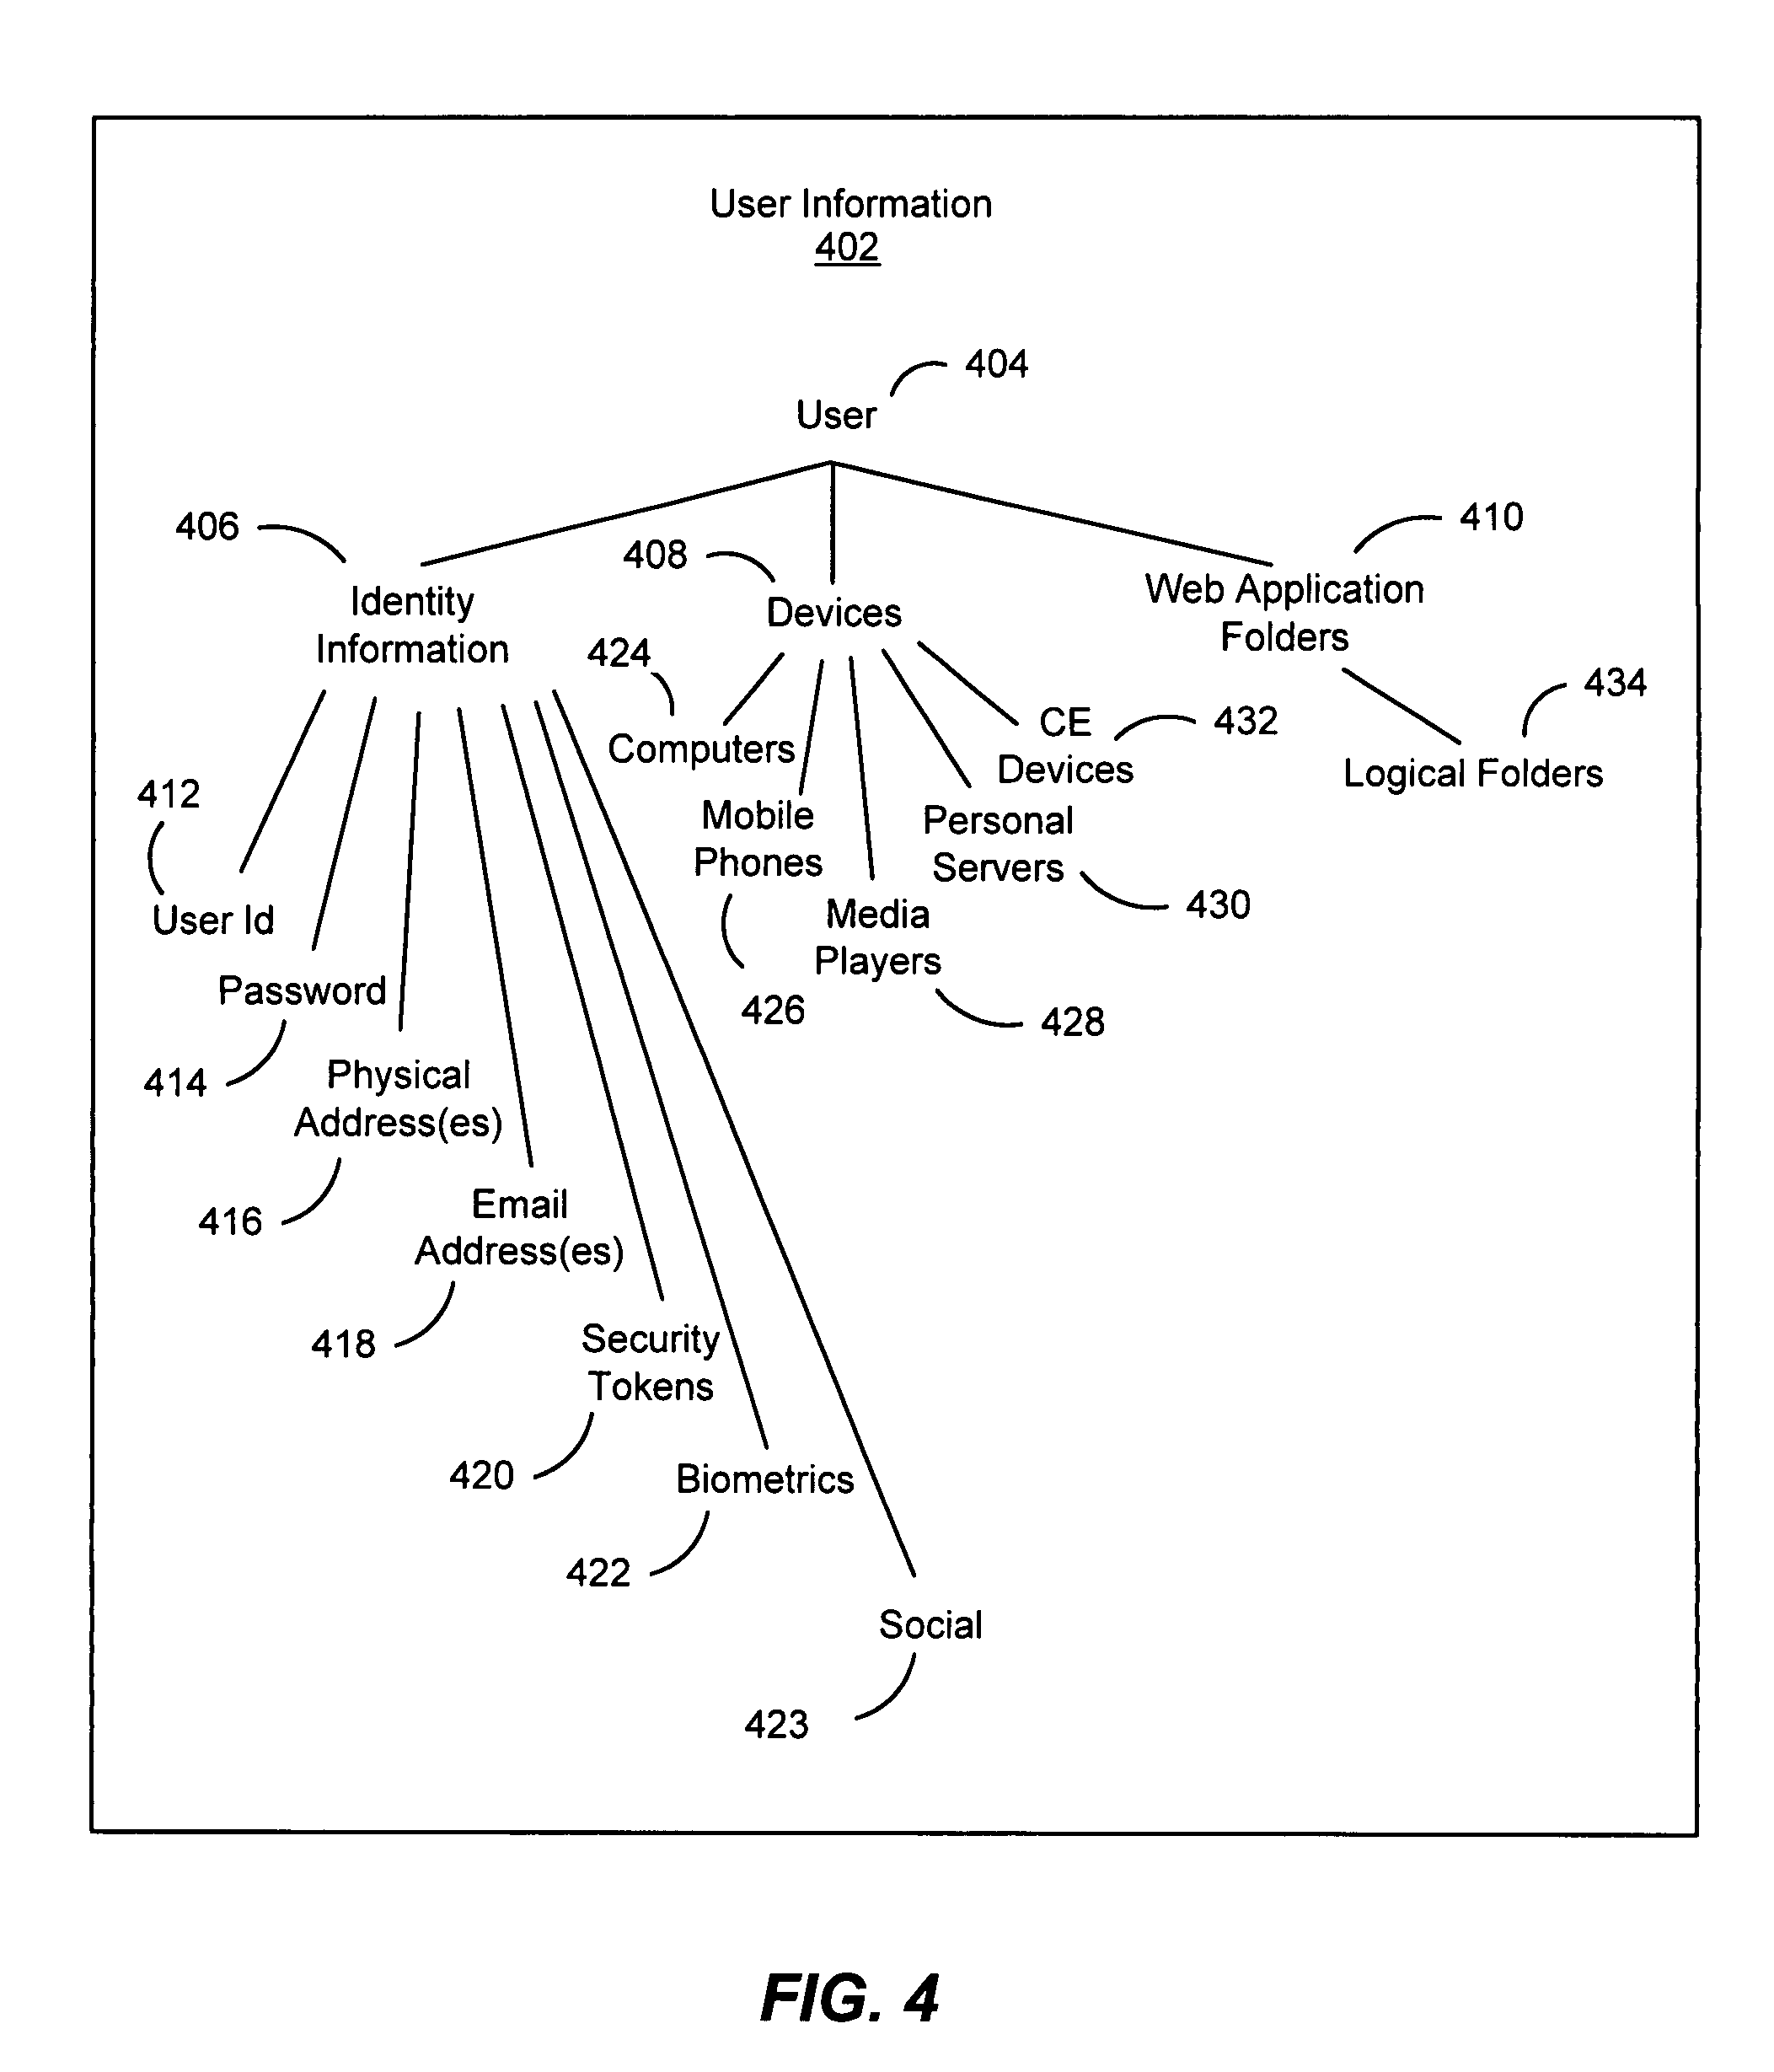 User Information
402
404
User
406
408
410
Identity
Information
Devices
Web Application
Folders
424
Computers
CE
Devices
432
434
Logical Folders
412
User Id
Mobile
Phones
426
Personal
Servers
430
Media
Players
428
Password
414
Physical
Address(es)
416
Email
Address(es)
418
Security
Tokens
420
Biometrics
422
Social
423
FIG. 4